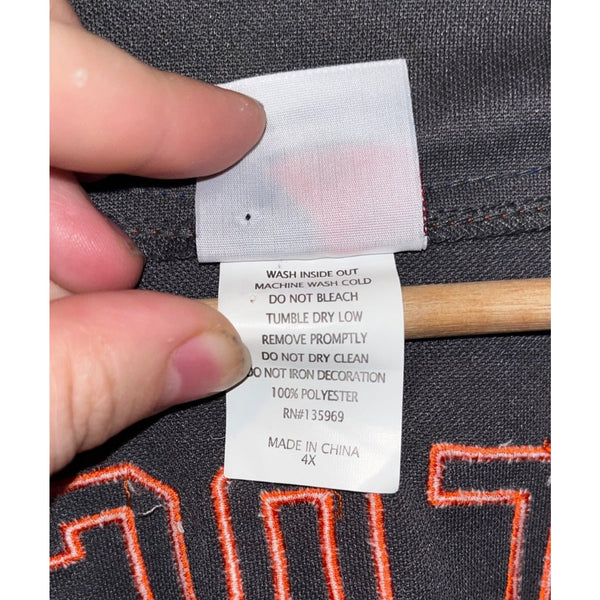 WASH INSIDE OUT
MACHINE WASH COLD
DO NOT BLEACH
TUMBLE DRY LOW
REMOVE PROMPTLY
DO NOT DRY CLEAN
DO NOT IRON DECORATION
100% POLYESTER
RN#135969
MADE IN CHINA
4X